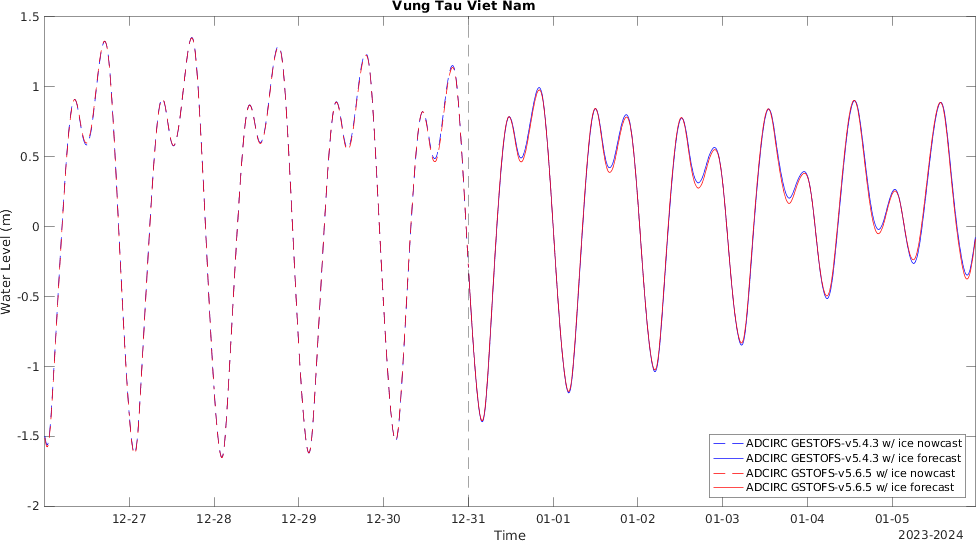 Vung Tau Viet Nam
1.5
1
0.5
0
-0.5
-1
-1.5
-2
Water Level (m)
12-27 12-28 12-29 12-30 12-31 01-01 01-02 01-03 01-04 01-05
Time
2023-2024
ADCIRC GESTOFS-v5.4.3 w/ ice nowcast
ADCIRC GESTOFS-v5.4.3 w/ ice forecast
ADCIRC GSTOFS-v5.6.5 w/ ice nowcast
ADCIRC GSTOFS-v5.6.5 w/ ice forecast